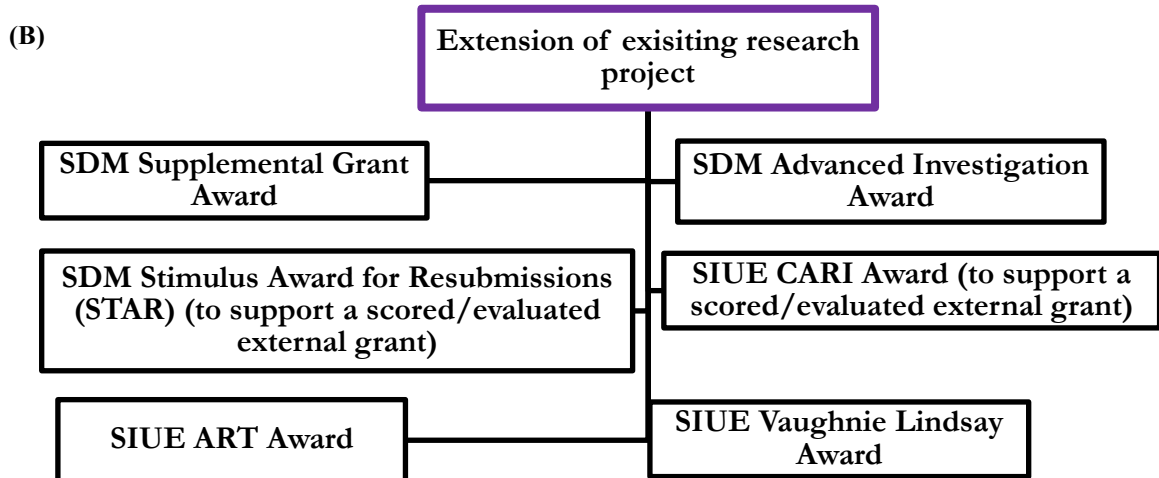 (B)
Extension of exisiting research
project
SDM Supplemental Grant
Award
SDM Advanced Investigation
Award
SDM Stimulus Award for Resubmissions
(STAR) (to support a scored/evaluated
external grant)
SIUE CARI Award (to support a
scored/evaluated external grant)
SIUE ART Award
SIUE Vaughnie Lindsay
Award